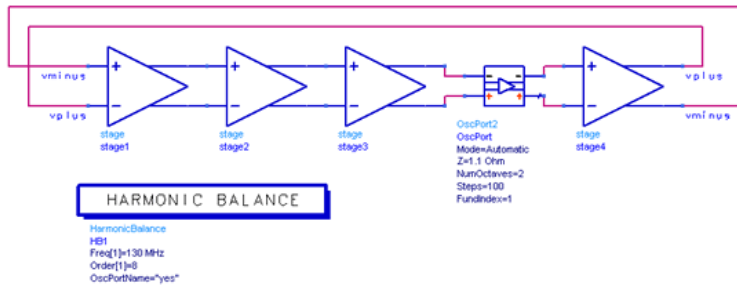 +
+
+
-
-
+
vplus
vminus
-
-
-
+
+
-
vplus
vminus
stage
stage1
stage
stage2
stage
stage3
OscPort2
OscPort
Mode=Automatic
Z=1.1 Ohm
NumOctaves=2
Steps=100
FundIndex=1
stage
stage4
HARMONIC BALANCE
HarmonicBalance
HB1
Freq[1]=130 MHz
Order[1]=8
OscPortName="yes"